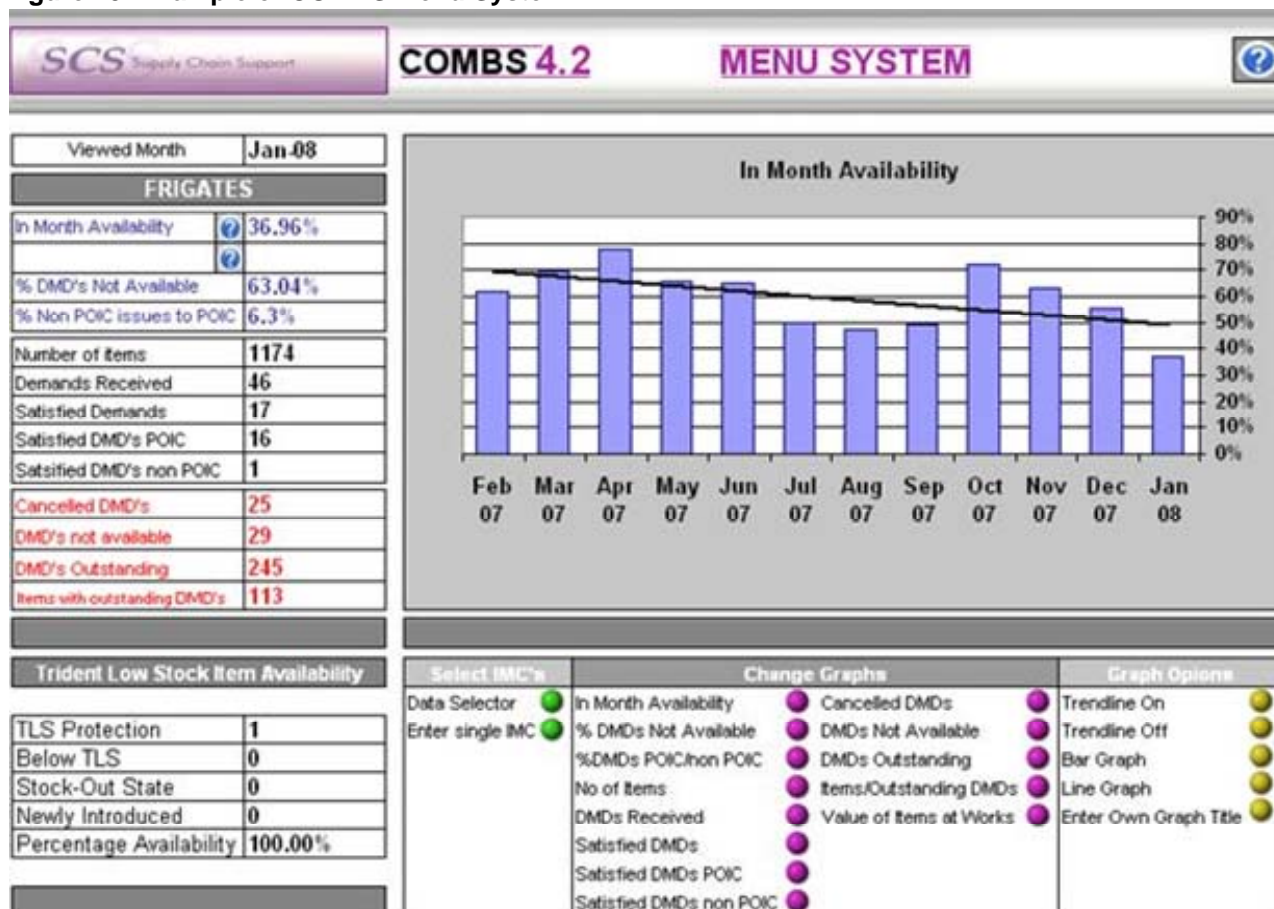 SCS Supply Chain Support
COMBS 4.2
MENU SYSTEM
Viewed Month Jan-08
FRIGATES
In Month Availability 36.96%
% DMD's Not Available 63.04%
% Non POIC issues to POIC 6.3%
Number of items 1174
Demands Received 46
Satisfied Demands 17
Satisfied DMD's POIC 16
Satsified DMD's non POIC 1
Cancelled DMD's 25
DMD's not available 29
DMD's Outstanding 245
Items with outstanding DMD's 113
In Month Availability
90%
80%
70%
60%
50%
40%
30%
20%
10%
0%
Feb Mar Apr May Jun Jul Aug Sep Oct Nov Dec Jan
07 07 07 07 07 07 07 07 07 07 07 08
Trident Low Stock Item Availability
TLS Protection 1
Below TLS 0
Stock-Out State 0
Newly Introduced 0
Percentage Availability 100.00%
Select IMC's
Data Selector
Enter single IMC
Change Graphs
In Month Availability Cancelled DMDs
% DMDs Not Available DMDs Not Available
%DMDs POIC/non POIC DMDs Outstanding
No of Items Items/Outstanding DMDs
DMDs Received Value of Items at Works
Satisfied DMDs
Satisfied DMDs POIC
Satisfied DMDs non POIC
Graph Opions
Trendline On
Trendline Off
Bar Graph
Line Graph
Enter Own Graph Title